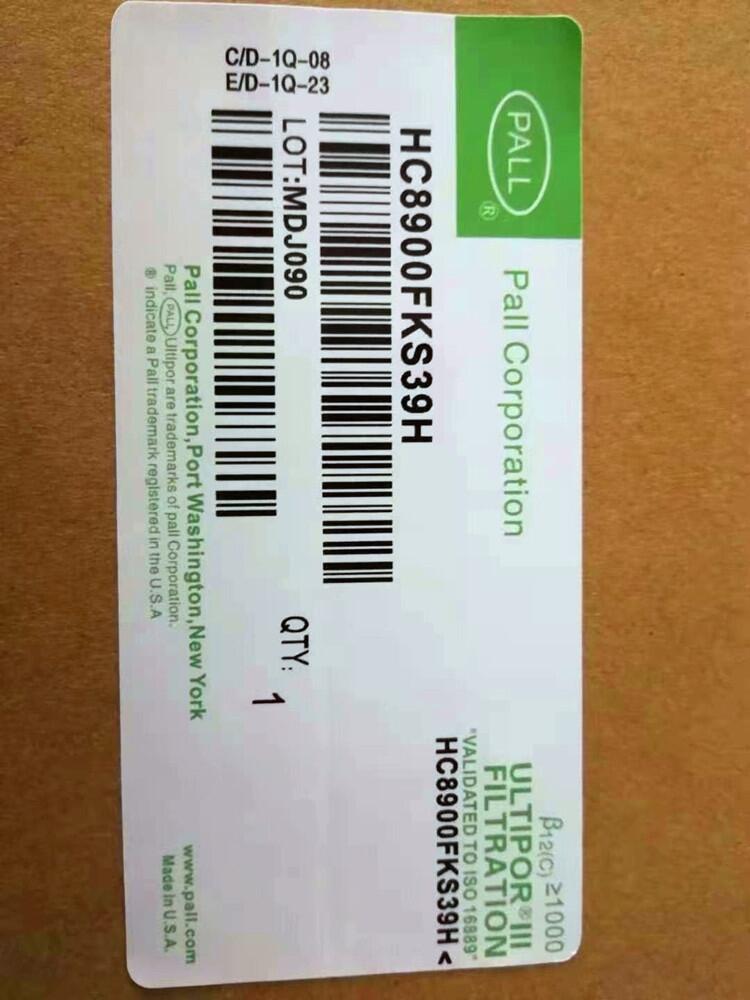 PALL
®
Pall Corporation
β12(C) ≥1000
ULTIPOR® III
FILTRATION
"VALIDATED TO ISO 16889"
HC8900FKS39H <
HC8900FKS39H
LOT:MDJ090
QTY: 1
C/D-1Q-08
E/D-1Q-23
Pall Corporation,Port Washington,New York
Pall, PALL Ultipor are trademarks of pall Corporation.
® indicate a Pall trademark reglstered in the U.S.A
www.pall.com
Made in U.S.A.